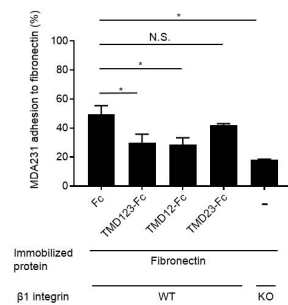 *
N.S.
*
*
MDA231 adhesion to fibronectin (%)
100
80
60
40
20
0
Fc
TMD123-Fc
TMD12-Fc
TMD23-Fc
-
Immobilized
protein
Fibronectin
β1 integrin
WT
KO